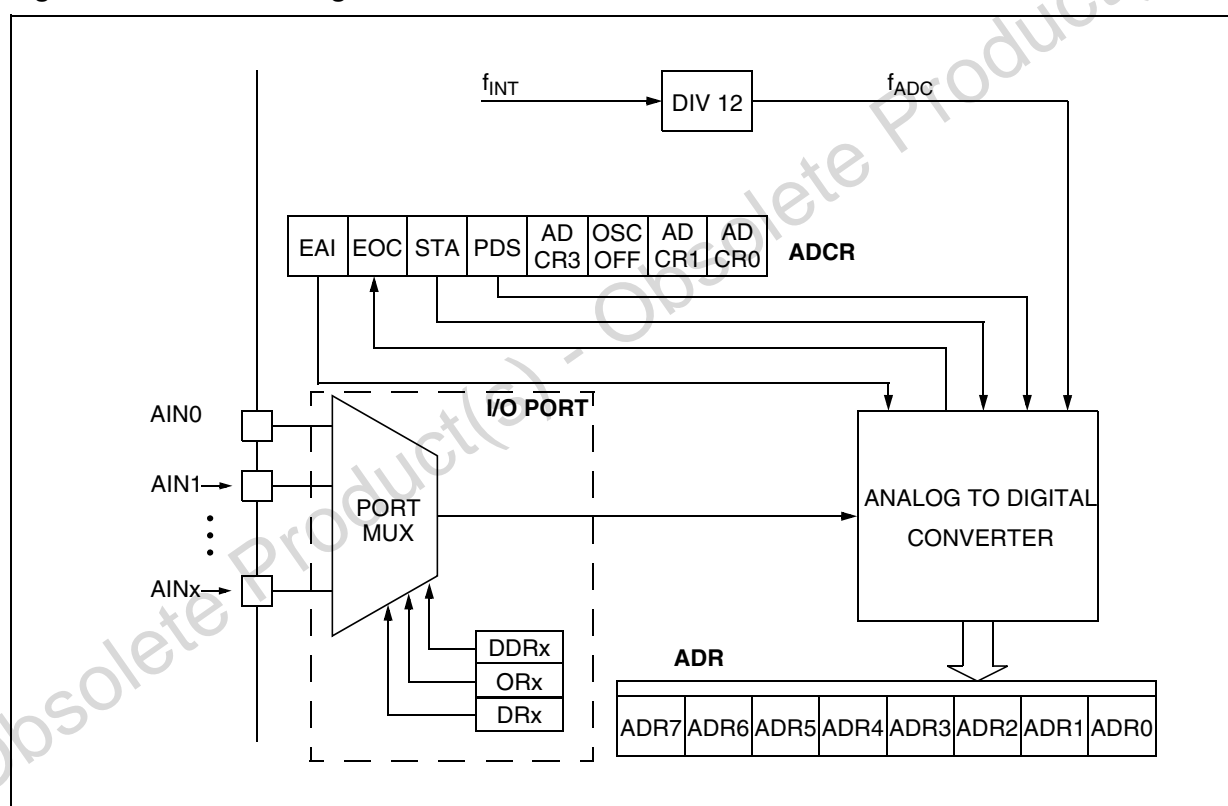 fINT
DIV 12
fADC
EAI
EOC
STA
PDS
AD CR3
OSC OFF
AD CR1
AD CR0
ADCR
I/O PORT
AIN0
AIN1
AINx
PORT
MUX
ANALOG TO DIGITAL
CONVERTER
DDRx
ORx
DRx
ADR
ADR7 ADR6 ADR5 ADR4 ADR3 ADR2 ADR1 ADR0
Obsolete Product(s) - Obsolete Product(